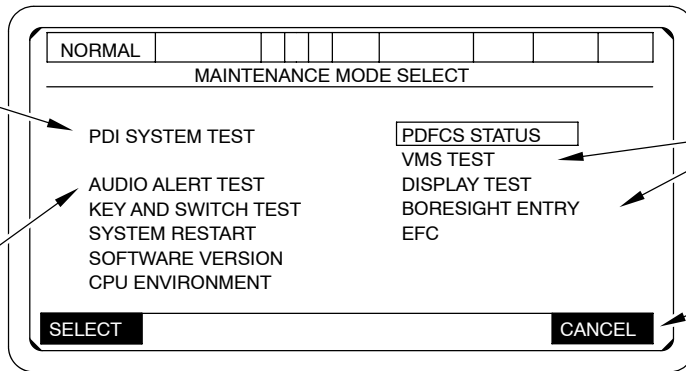 NORMAL
MAINTENANCE MODE SELECT
PDI SYSTEM TEST
AUDIO ALERT TEST
KEY AND SWITCH TEST
SYSTEM RESTART
SOFTWARE VERSION
CPU ENVIRONMENT
PDFCS STATUS
VMS TEST
DISPLAY TEST
BORESIGHT ENTRY
EFC
SELECT
CANCEL